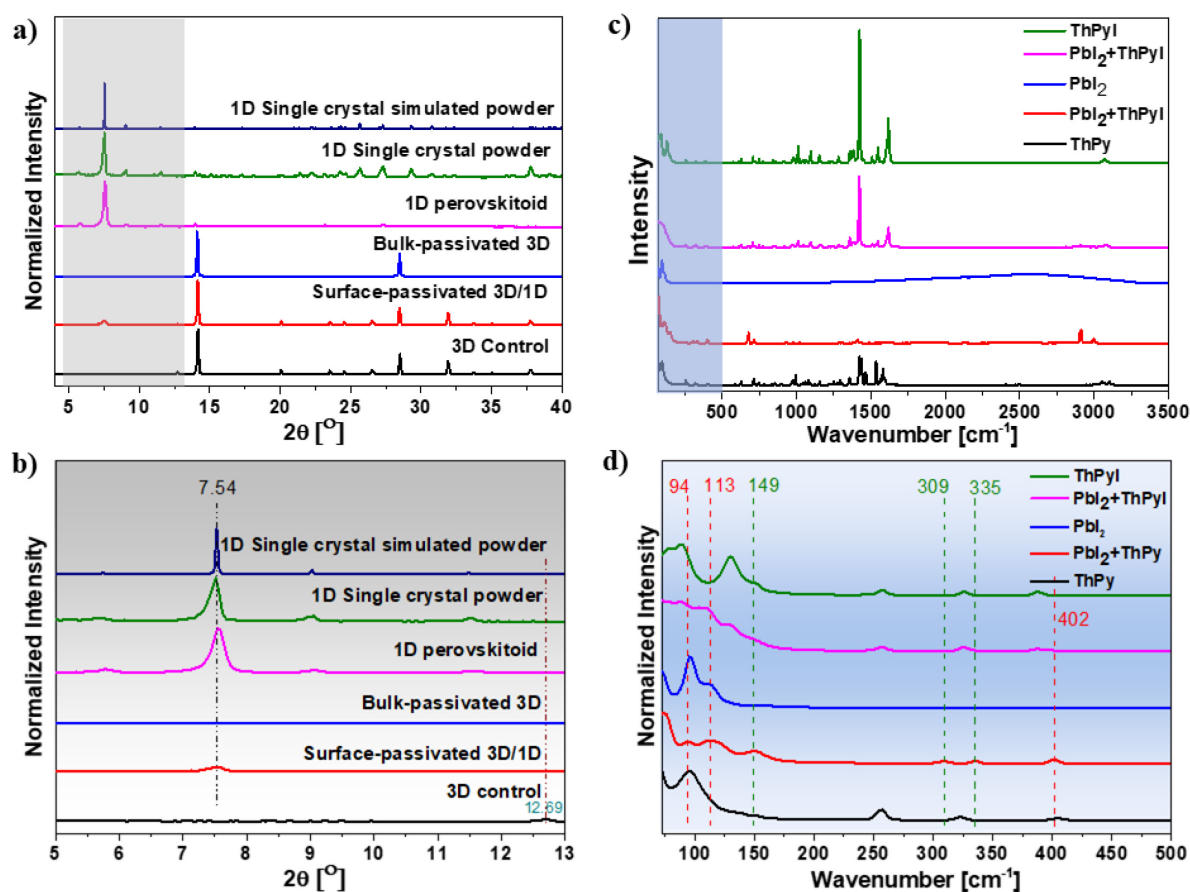 a)
Normalized Intensity
1D Single crystal simulated powder
1D Single crystal powder
1D perovskitoid
Bulk-passivated 3D
Surface-passivated 3D/1D
3D Control
5 10 15 20 25 30 35 40
2θ [O]
c)
Intensity
ThPyI
PbI2+ThPyI
PbI2
PbI2+ThPyI
ThPy
500 1000 1500 2000 2500 3000 3500
Wavenumber [cm-1]
b)
Normalized Intensity
7.54
1D Single crystal simulated powder
1D Single crystal powder
1D perovskitoid
Bulk-passivated 3D
Surface-passivated 3D/1D
3D control
12.69
5 6 7 8 9 10 11 12 13
2θ [O]
d)
Normalized Intensity
94 113 149 309 335
ThPyI
PbI2+ThPyI
PbI2
PbI2+ThPy
ThPy
402
100 150 200 250 300 350 400 450 500
Wavenumber [cm-1]